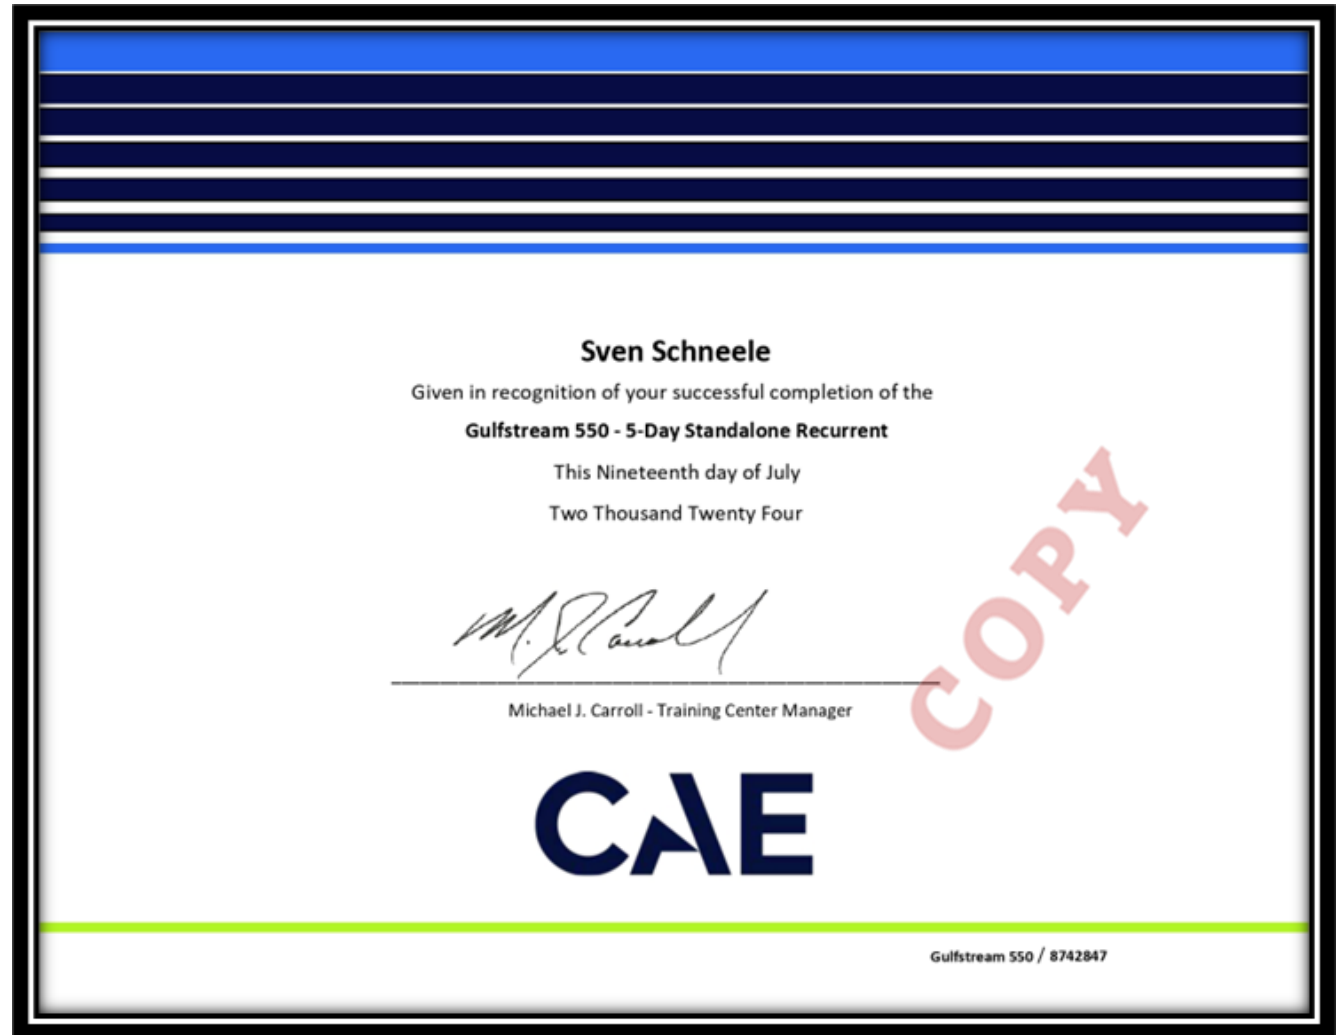 Sven Schneele
Given in recognition of your successful completion of the
Gulfstream 550 - 5-Day Standalone Recurrent
This Nineteenth day of July
Two Thousand Twenty Four
M. J. Carroll
Michael J. Carroll - Training Center Manager
COPY
CAE
Gulfstream 550 / 8742847